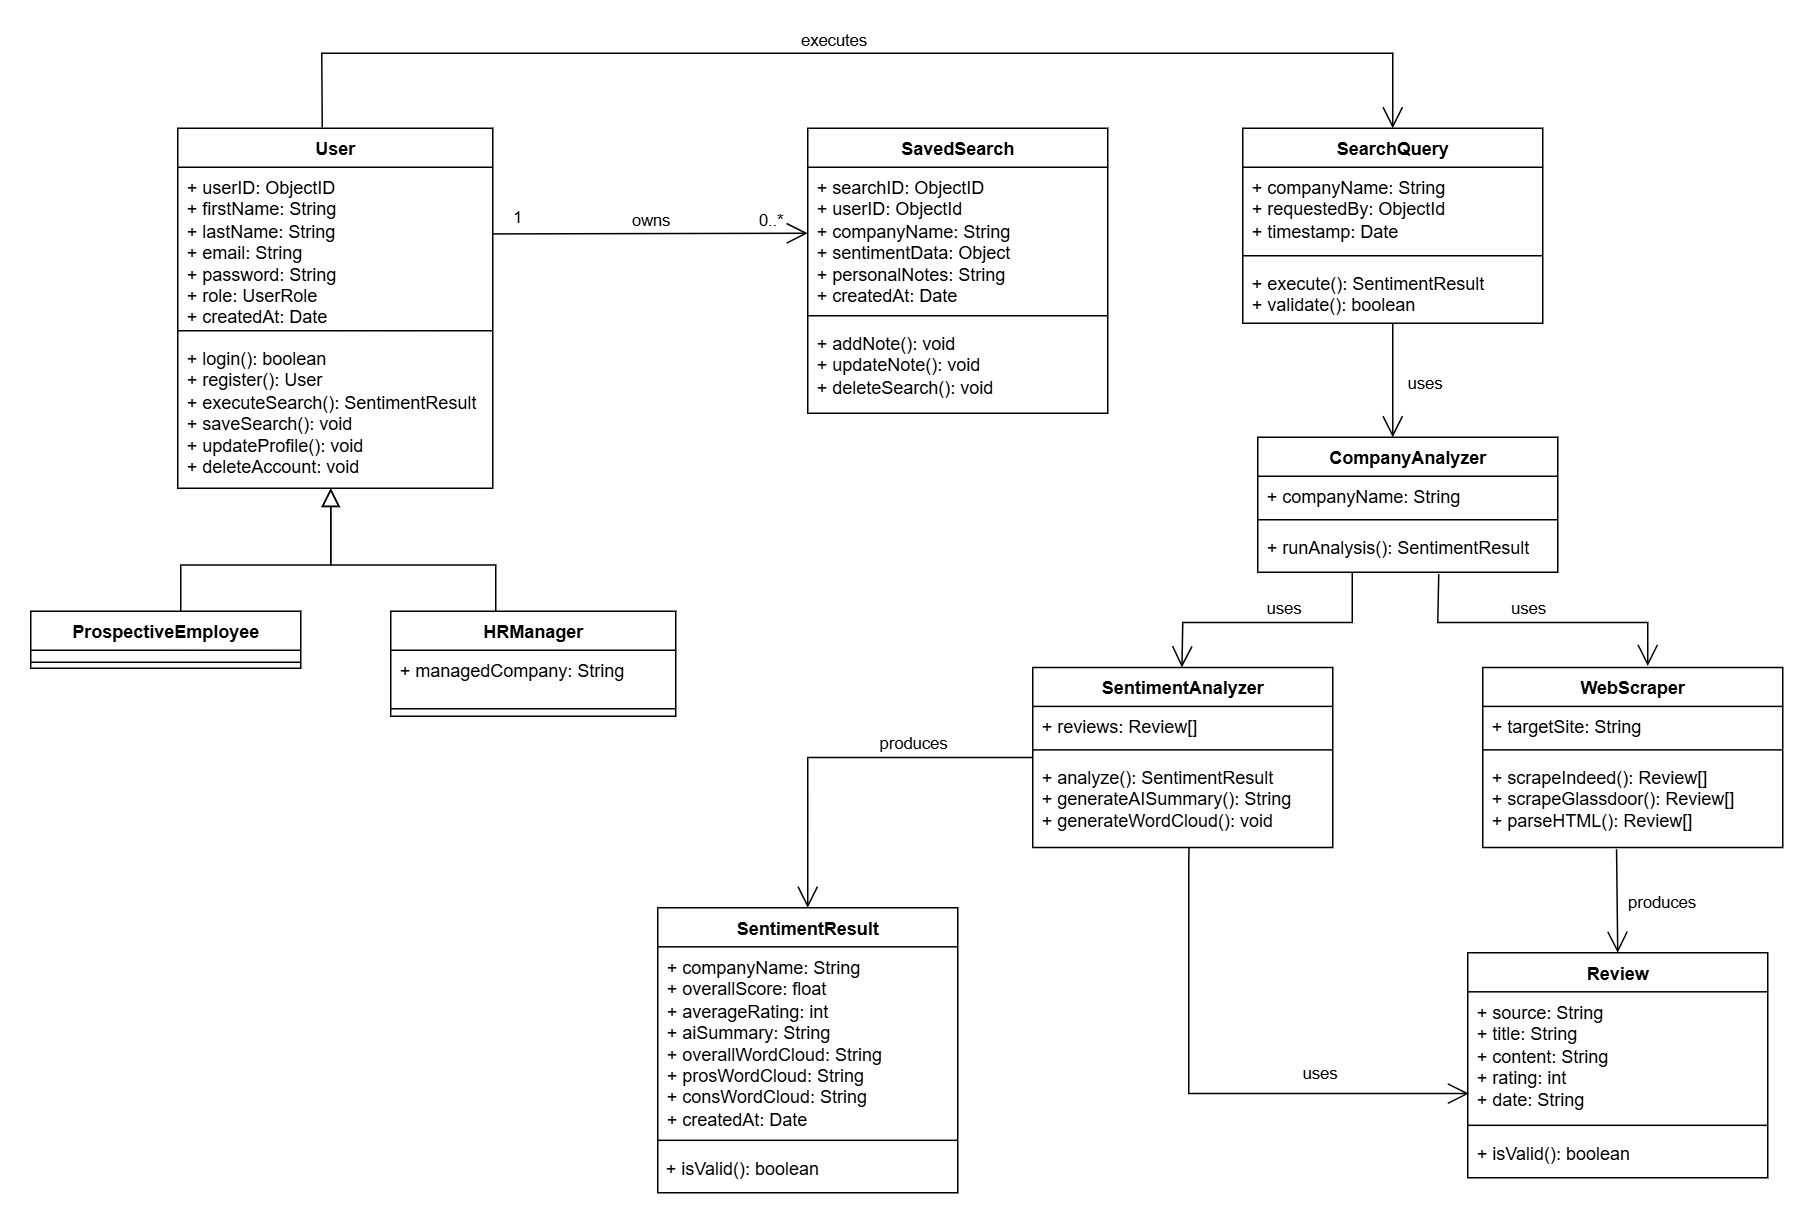 executes
User
+ userID: ObjectID
+ firstName: String
+ lastName: String
+ email: String
+ password: String
+ role: UserRole
+ createdAt: Date
+ login(): boolean
+ register(): User
+ executeSearch(): SentimentResult
+ saveSearch(): void
+ updateProfile(): void
+ deleteAccount: void
1
owns
0..*
SavedSearch
+ searchID: ObjectID
+ userID: ObjectId
+ companyName: String
+ sentimentData: Object
+ personalNotes: String
+ createdAt: Date
+ addNote(): void
+ updateNote(): void
+ deleteSearch(): void
SearchQuery
+ companyName: String
+ requestedBy: ObjectId
+ timestamp: Date
+ execute(): SentimentResult
+ validate(): boolean
uses
CompanyAnalyzer
+ companyName: String
+ runAnalysis(): SentimentResult
uses
uses
ProspectiveEmployee
HRManager
+ managedCompany: String
SentimentAnalyzer
+ reviews: Review[]
+ analyze(): SentimentResult
+ generateAISummary(): String
+ generateWordCloud(): void
WebScraper
+ targetSite: String
+ scrapeIndeed(): Review[]
+ scrapeGlassdoor(): Review[]
+ parseHTML(): Review[]
produces
produces
SentimentResult
+ companyName: String
+ overallScore: float
+ averageRating: int
+ aiSummary: String
+ overallWordCloud: String
+ prosWordCloud: String
+ consWordCloud: String
+ createdAt: Date
+ isValid(): boolean
uses
Review
+ source: String
+ title: String
+ content: String
+ rating: int
+ date: String
+ isValid(): boolean